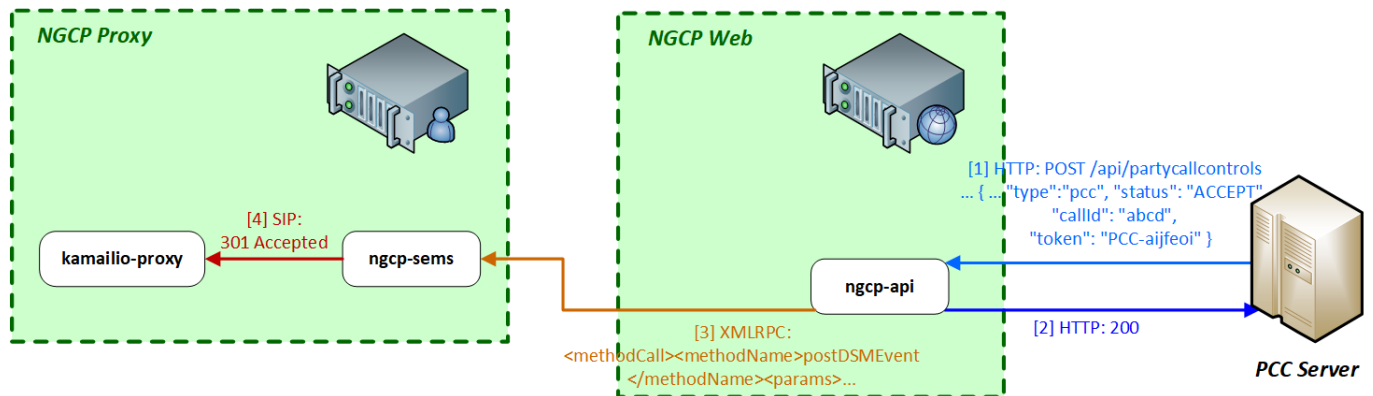 NGCP Proxy
NGCP Web
[1] HTTP: POST /api/partycallcontrols
... { ... "type":"pcc", "status": "ACCEPT"
"callId": "abcd",
"token": "PCC-aijfeoi" }
[4] SIP:
301 Accepted
kamailio-proxy
ngcp-sems
ngcp-api
[2] HTTP: 200
[3] XMLRPC:
<methodCall><methodName>postDSMEvent
</methodName><params>...
PCC Server